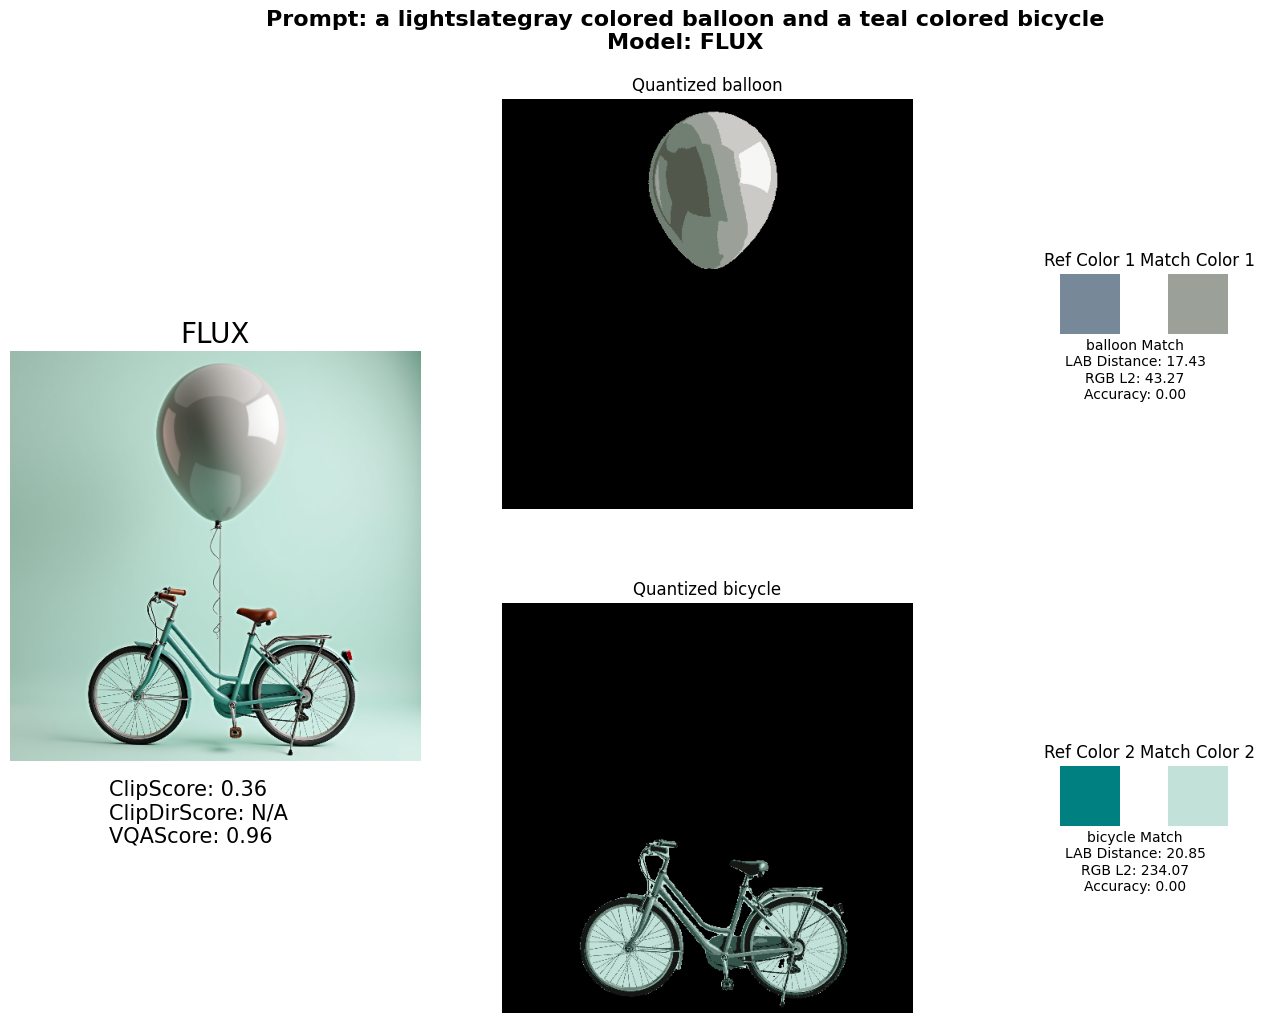 Prompt: a lightslategray colored balloon and a teal colored bicycle
Model: FLUX
Quantized balloon
Ref Color 1 Match Color 1
balloon Match
LAB Distance: 17.43
RGB L2: 43.27
Accuracy: 0.00
FLUX
ClipScore: 0.36
ClipDirScore: N/A
VQAScore: 0.96
Quantized bicycle
Ref Color 2 Match Color 2
bicycle Match
LAB Distance: 20.85
RGB L2: 234.07
Accuracy: 0.00